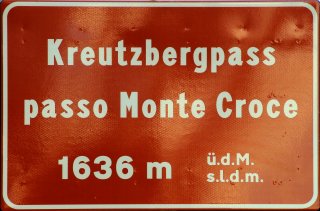 Kreutzbergpass
passo Monte Croce
1636 m ü.d.M.
s.l.d.m.